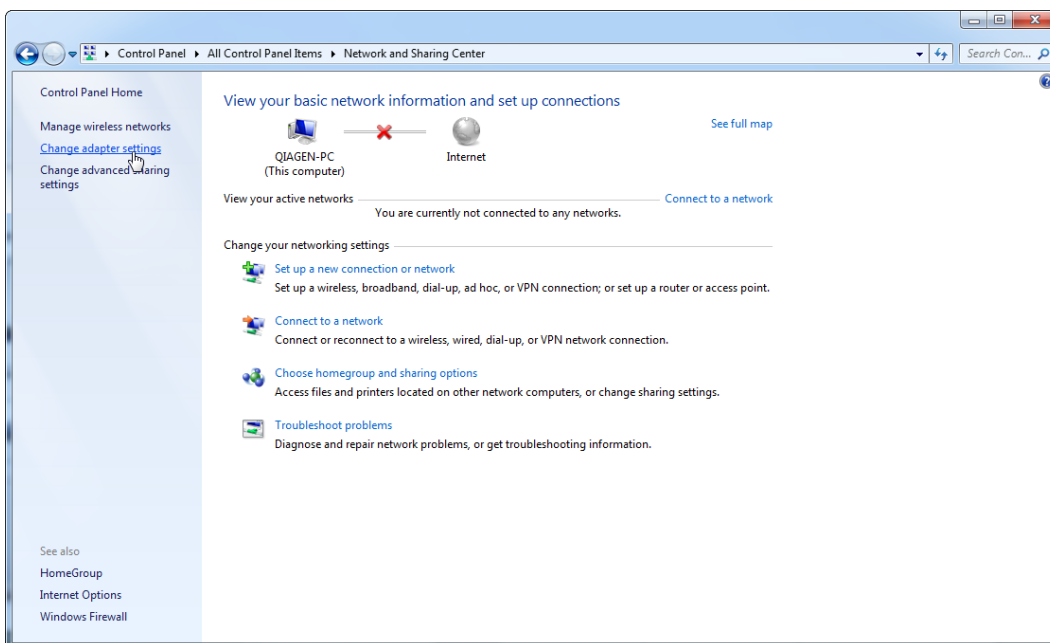 Control Panel ▸ All Control Panel Items ▸ Network and Sharing Center
Search Con...
Control Panel Home
Manage wireless networks
Change adapter settings
Change advanced sharing
settings
See also
HomeGroup
Internet Options
Windows Firewall
View your basic network information and set up connections
See full map
QIAGEN-PC
(This computer)
Internet
View your active networks
Connect to a network
You are currently not connected to any networks.
Change your networking settings
Set up a new connection or network
Set up a wireless, broadband, dial-up, ad hoc, or VPN connection; or set up a router or access point.
Connect to a network
Connect or reconnect to a wireless, wired, dial-up, or VPN network connection.
Choose homegroup and sharing options
Access files and printers located on other network computers, or change sharing settings.
Troubleshoot problems
Diagnose and repair network problems, or get troubleshooting information.